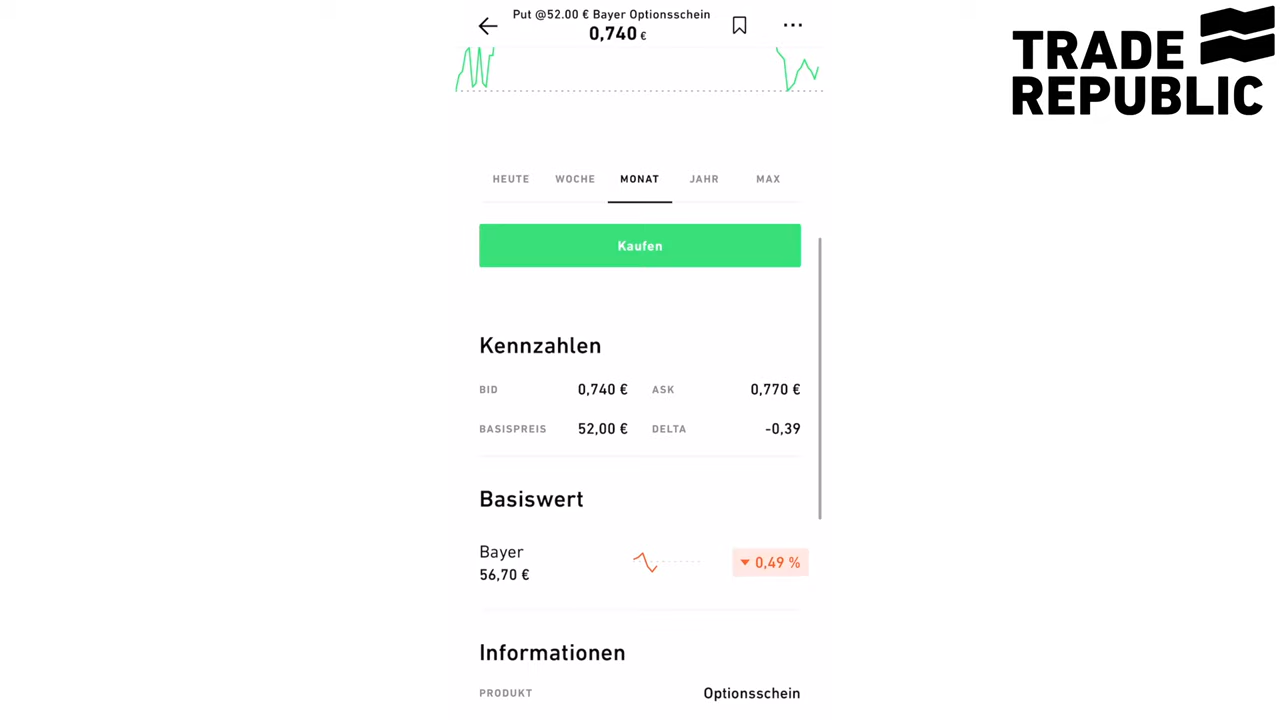 Put @52.00 € Bayer Optionsschein
0,740 €
TRADE
REPUBLIC
HEUTE WOCHE MONAT JAHR MAX
Kaufen
Kennzahlen
BID 0,740 € ASK 0,770 €
BASISPREIS 52,00 € DELTA -0,39
Basiswert
Bayer
56,70 €
0,49 %
Informationen
PRODUKT Optionsschein